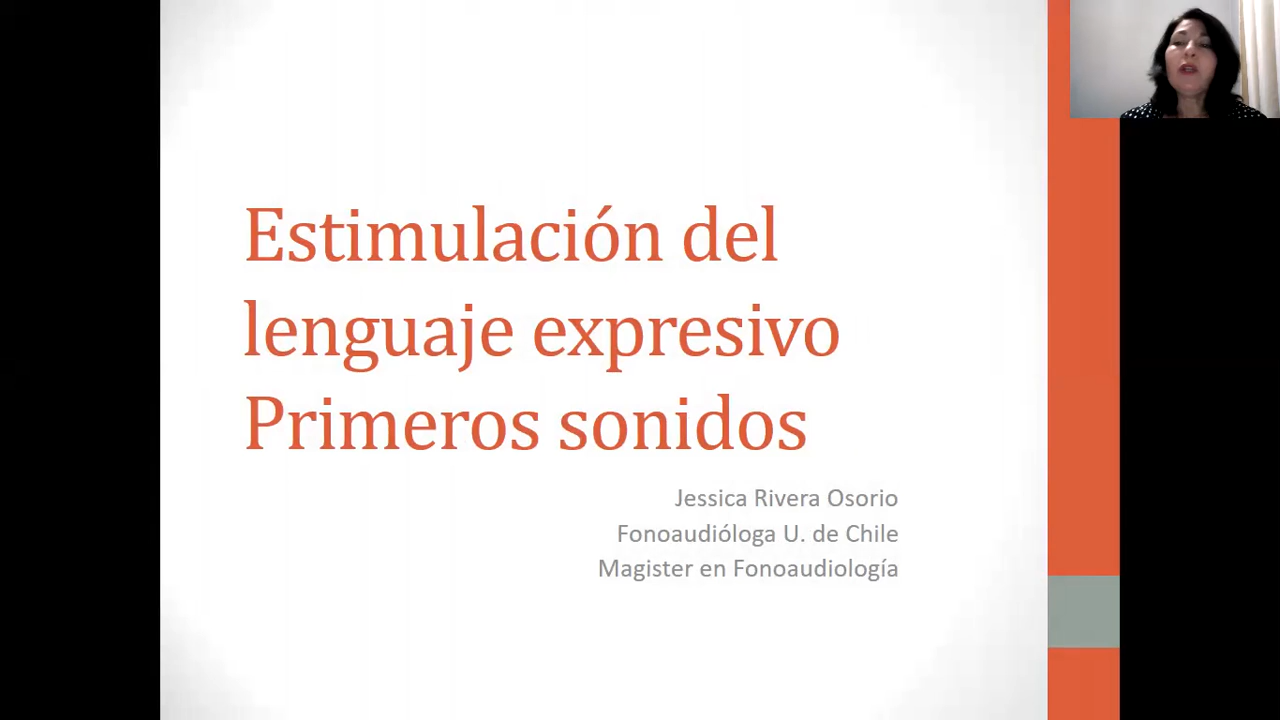 Estimulación del
lenguaje expresivo
Primeros sonidos
Jessica Rivera Osorio
Fonoaudióloga U. de Chile
Magister en Fonoaudiología